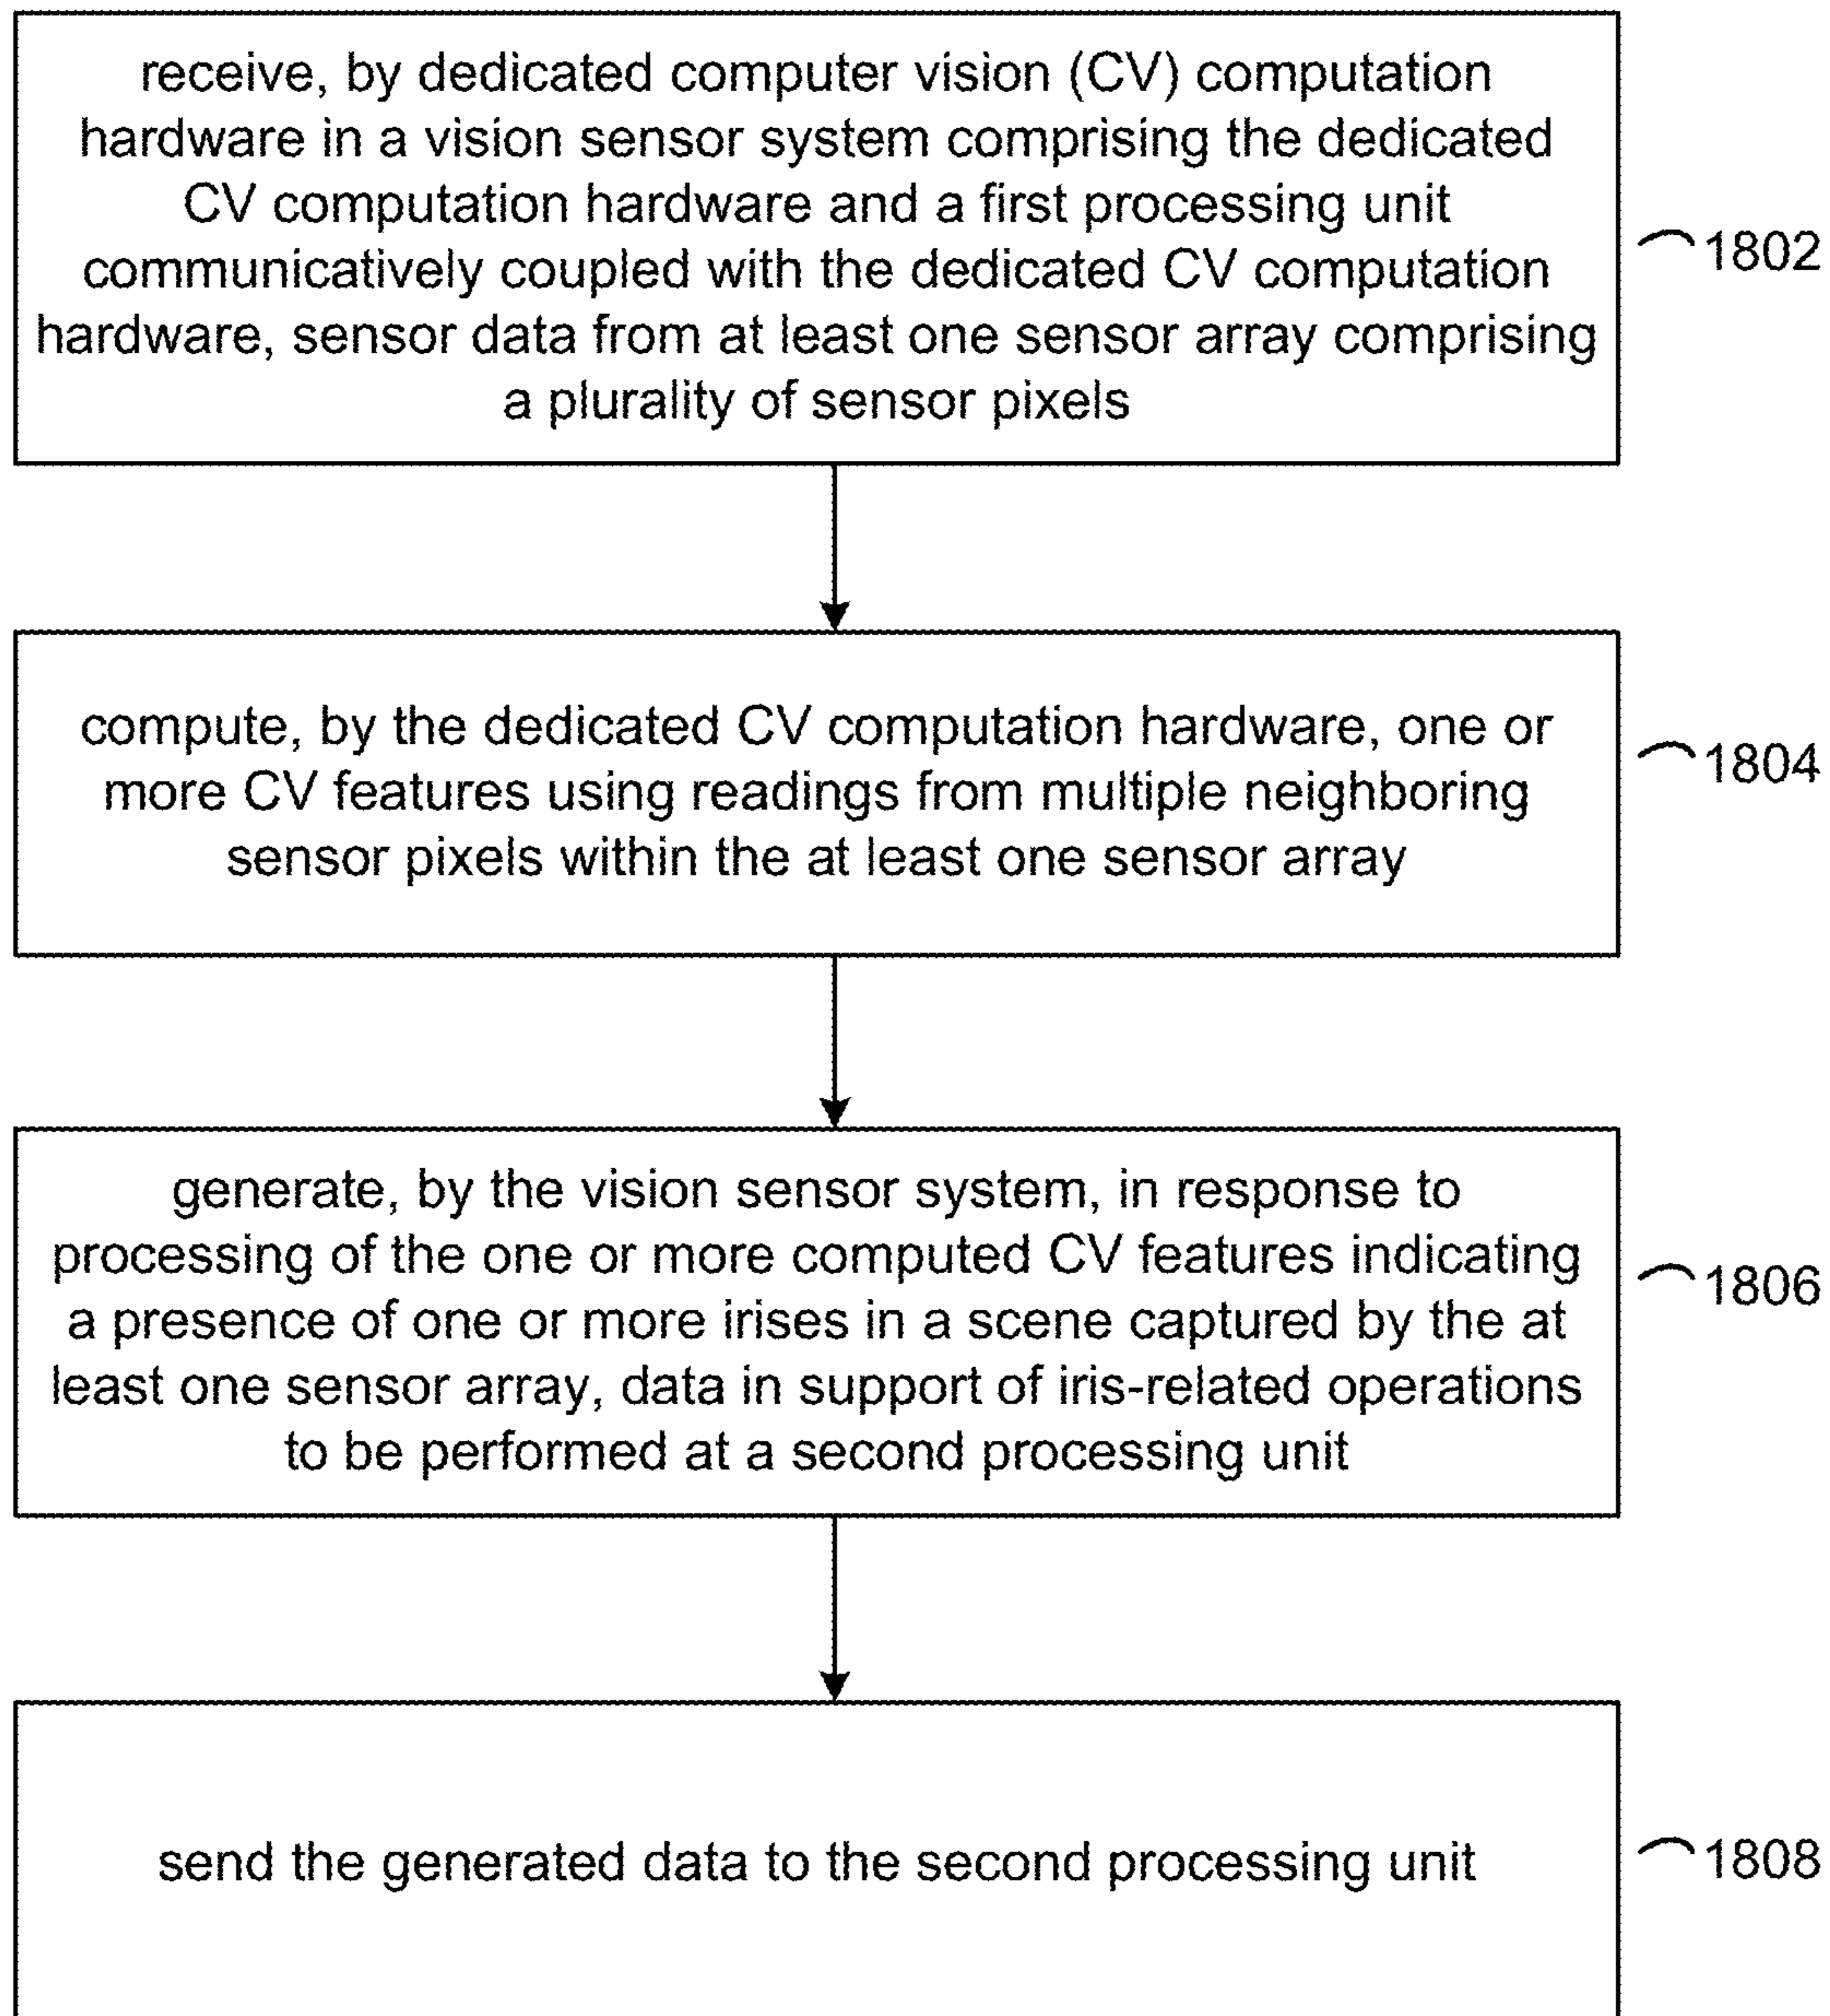 receive, by dedicated computer vision (CV) computation
hardware in a vision sensor system comprising the dedicated
CV computation hardware and a first processing unit
communicatively coupled with the dedicated CV computation
hardware, sensor data from at least one sensor array comprising
a plurality of sensor pixels
1802
compute, by the dedicated CV computation hardware, one or
more CV features using readings from multiple neighboring
sensor pixels within the at least one sensor array
1804
generate, by the vision sensor system, in response to
processing of the one or more computed CV features indicating
a presence of one or more irises in a scene captured by the at
least one sensor array, data in support of iris-related operations
to be performed at a second processing unit
1806
send the generated data to the second processing unit
1808